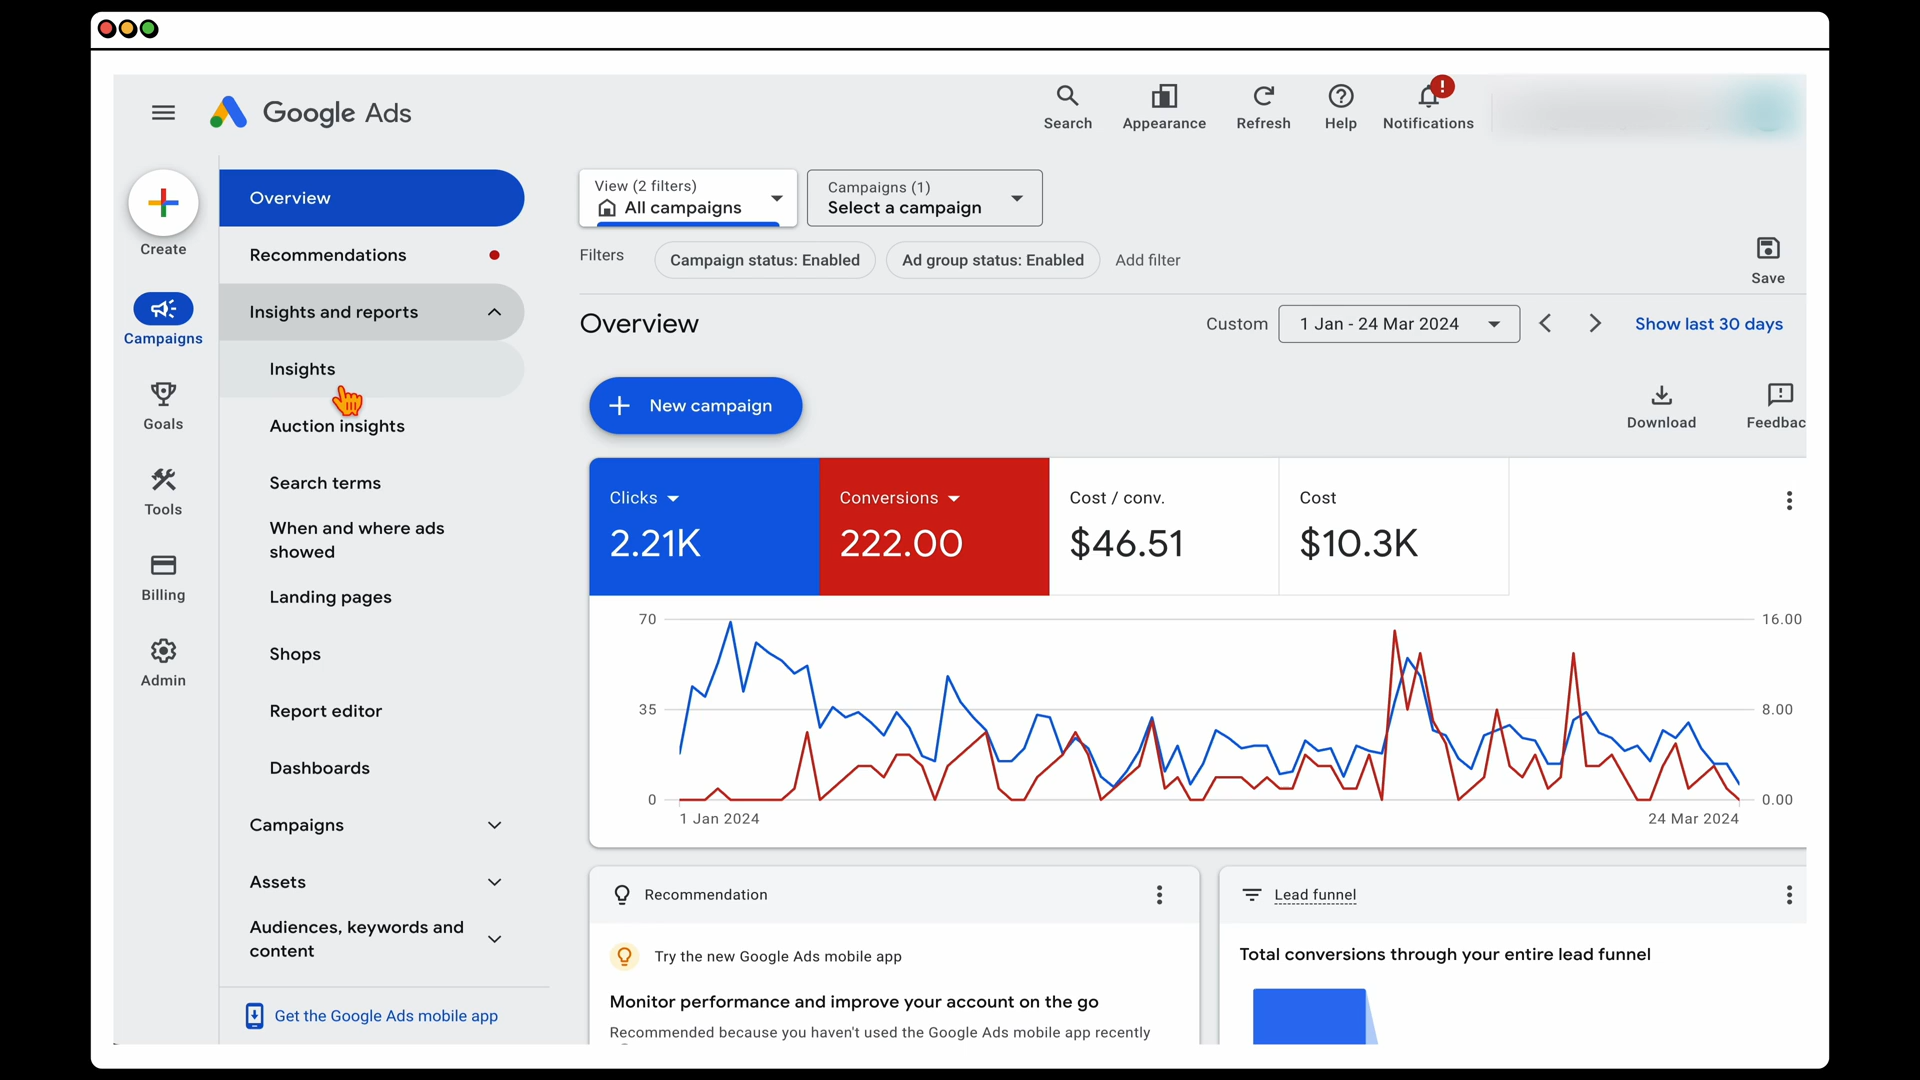 Google Ads
Search
Appearance
Refresh
Help
!
Notifications
Create
Campaigns
Goals
Tools
Billing
Admin
Overview
Recommendations
Insights and reports
Insights
Auction insights
Search terms
When and where ads
showed
Landing pages
Shops
Report editor
Dashboards
Campaigns
Assets
Audiences, keywords and
content
Get the Google Ads mobile app
View (2 filters)
All campaigns
Campaigns (1)
Select a campaign
Filters
Campaign status: Enabled
Ad group status: Enabled
Add filter
Save
Overview
Custom
1 Jan - 24 Mar 2024
Show last 30 days
New campaign
Download
Feedbac
Clicks
2.21K
Conversions
222.00
Cost / conv.
$46.51
Cost
$10.3K
70
35
0
16.00
8.00
0.00
1 Jan 2024
24 Mar 2024
Recommendation
Try the new Google Ads mobile app
Monitor performance and improve your account on the go
Recommended because you haven't used the Google Ads mobile app recently
Lead funnel
Total conversions through your entire lead funnel